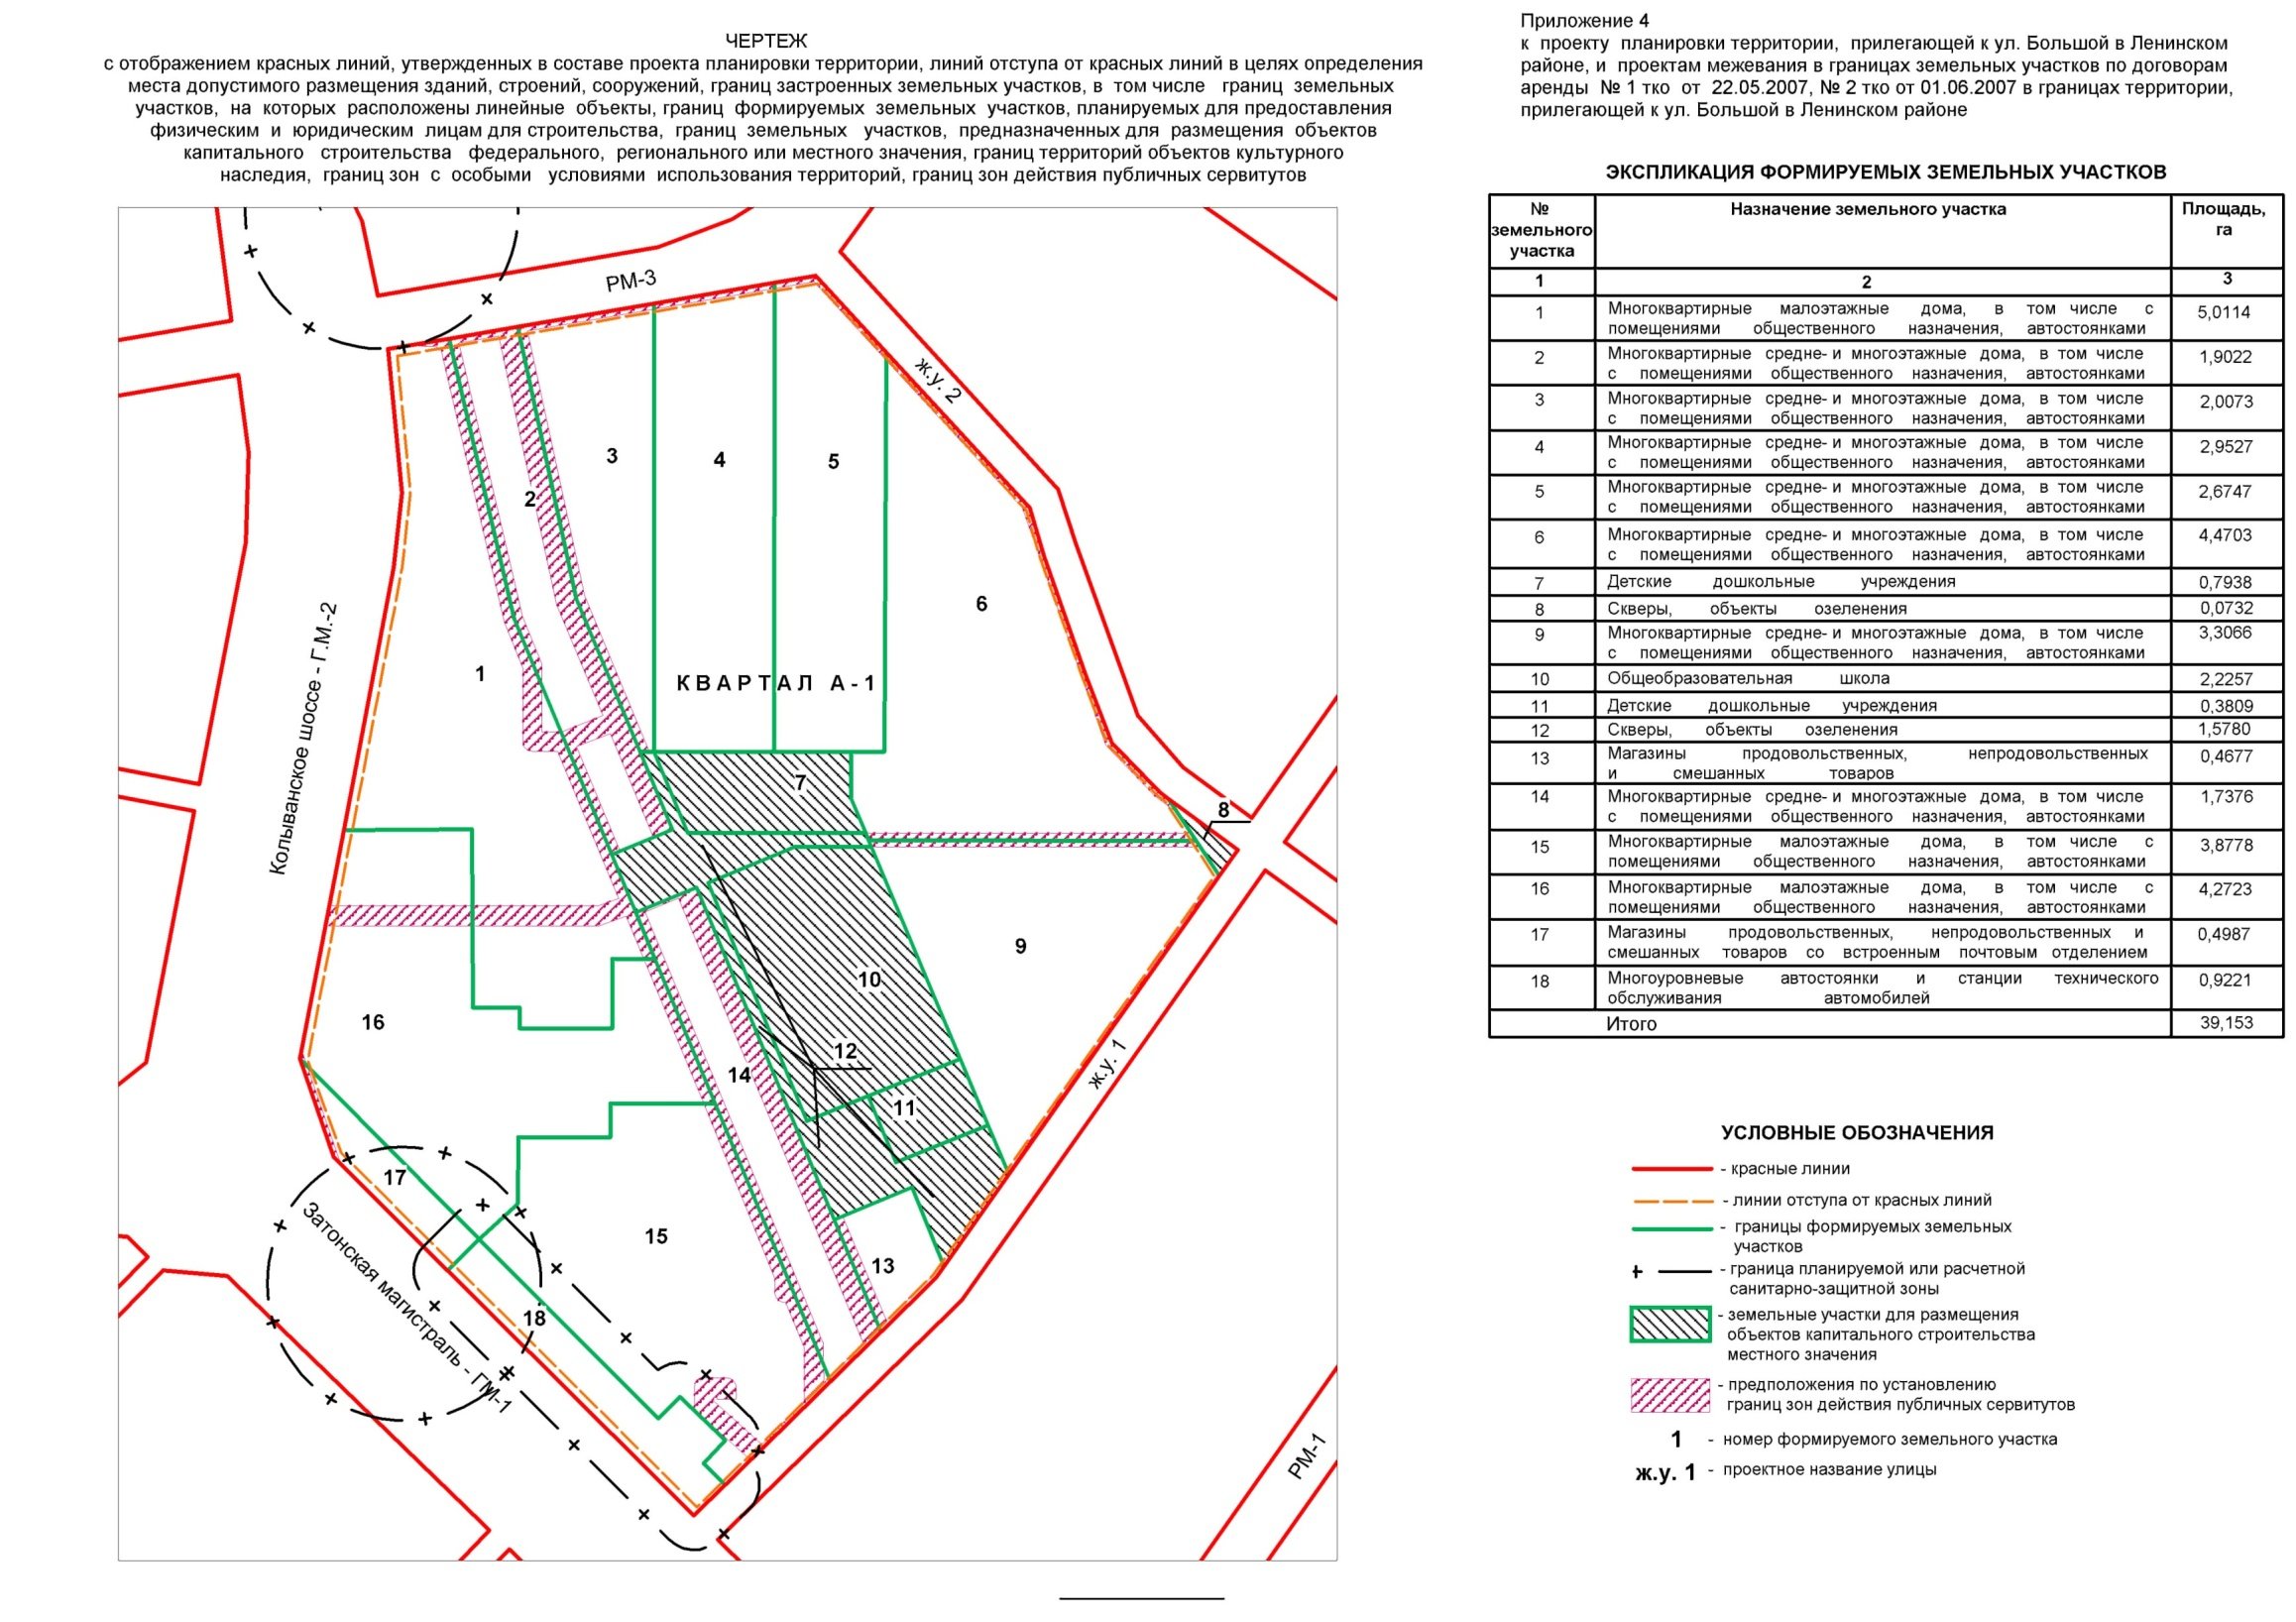 Приложение 4
к проекту планировки территории, прилегающей к ул. Большой в Ленинском
районе, и проектам межевания в границах земельных участков по договорам
аренды № 1 тко от 22.05.2007, № 2 тко от 01.06.2007 в границах территории,
прилегающей к ул. Большой в Ленинском районе
ЧЕРТЕЖ
с отображением красных линий, утвержденных в составе проекта планировки территории, линий отступа от красных линий в целях определения
места допустимого размещения зданий, строений, сооружений, границ застроенных земельных участков, в том числе границ земельных
участков, на которых расположены линейные объекты, границ формируемых земельных участков, планируемых для предоставления
физическим и юридическим лицам для строительства, границ земельных участков, предназначенных для размещения объектов
капитального строительства федерального, регионального или местного значения, границ территорий объектов культурного
наследия, границ зон с особыми условиями использования территорий, границ зон действия публичных сервитутов
РМ-3
ж.у. 2
3
4
5
2
6
1
КВАРТАЛ А-1
Колыванское шоссе - Г.М.-2
7
8
9
10
16
12
14
11
ж.у. 1
17
15
13
Затонская магистраль - ГМ-1
18
РМ-1
ЭКСПЛИКАЦИЯ ФОРМИРУЕМЫХ ЗЕМЕЛЬНЫХ УЧАСТКОВ
№ земельного участка Назначение земельного участка Площадь, га
1 2 3
1 Многоквартирные малоэтажные дома, в том числе с 5,0114
помещениями общественного назначения, автостоянками
2 Многоквартирные средне- и многоэтажные дома, в том числе 1,9022
с помещениями общественного назначения, автостоянками
3 Многоквартирные средне- и многоэтажные дома, в том числе 2,0073
с помещениями общественного назначения, автостоянками
4 Многоквартирные средне- и многоэтажные дома, в том числе 2,9527
с помещениями общественного назначения, автостоянками
5 Многоквартирные средне- и многоэтажные дома, в том числе 2,6747
с помещениями общественного назначения, автостоянками
6 Многоквартирные средне- и многоэтажные дома, в том числе 4,4703
с помещениями общественного назначения, автостоянками
7 Детские дошкольные учреждения 0,7938
8 Скверы, объекты озеленения 0,0732
9 Многоквартирные средне- и многоэтажные дома, в том числе 3,3066
с помещениями общественного назначения, автостоянками
10 Общеобразовательная школа 2,2257
11 Детские дошкольные учреждения 0,3809
12 Скверы, объекты озеленения 1,5780
13 Магазины продовольственных, непродовольственных 0,4677
и смешанных товаров
14 Многоквартирные средне- и многоэтажные дома, в том числе 1,7376
с помещениями общественного назначения, автостоянками
15 Многоквартирные малоэтажные дома, в том числе с 3,8778
помещениями общественного назначения, автостоянками
16 Многоквартирные малоэтажные дома, в том числе с 4,2723
помещениями общественного назначения, автостоянками
17 Магазины продовольственных, непродовольственных и 0,4987
смешанных товаров со встроенным почтовым отделением
18 Многоуровневые автостоянки и станции технического 0,9221
обслуживания автомобилей
Итого 39,153
УСЛОВНЫЕ ОБОЗНАЧЕНИЯ
- красные линии
- линии отступа от красных линий
- границы формируемых земельных
участков
- граница планируемой или расчетной
санитарно-защитной зоны
- земельные участки для размещения
объектов капитального строительства
местного значения
- предположения по установлению
границ зон действия публичных сервитутов
1 - номер формируемого земельного участка
ж.у. 1 - проектное название улицы